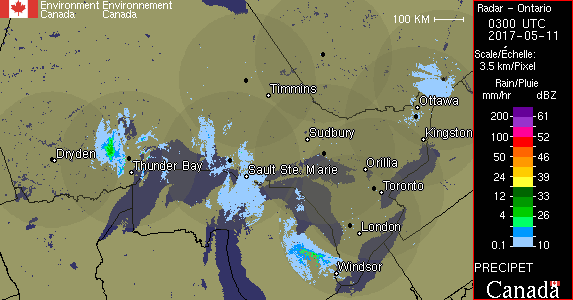 Environment Environnement
Canada Canada
100 KM
Timmins
Ottawa
Sudbury
Kingston
Dryden
Thunder Bay
Sault Ste. Marie
Orillia
Toronto
London
Windsor
Radar - Ontario
0300 UTC
2017-05-11
Scale/Échelle:
3.5 km/Pixel
Rain/Pluie
mm/hr dBZ
200 61
100 52
50 46
24 39
12 33
4 26
0.1 10
PRECIPET
Canada